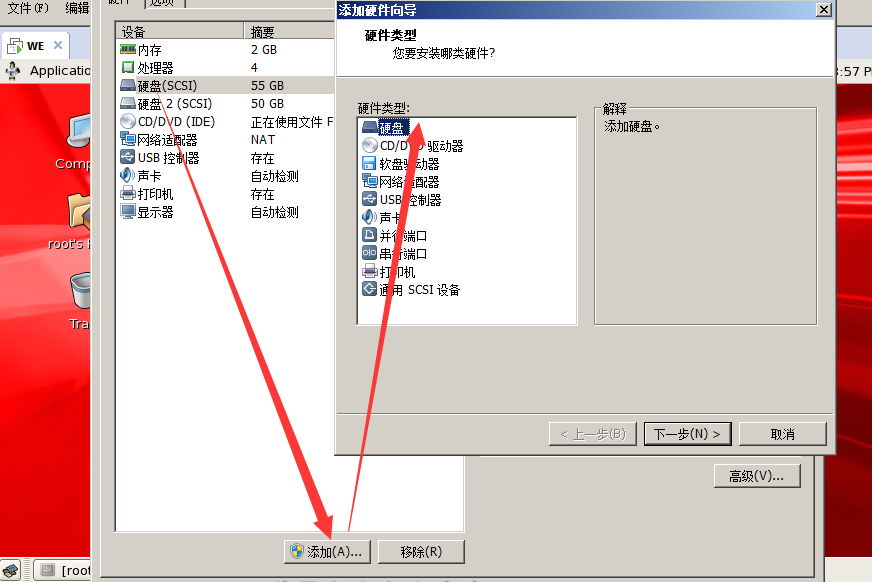 文件(F) 编辑
WE
Applicatio
:57 P
Comp
root's H
Tra
[root
选项
设备 摘要
内存 2 GB
处理器 4
硬盘(SCSI) 55 GB
硬盘 2 (SCSI) 50 GB
CD/DVD (IDE) 正在使用文件 F
网络适配器 NAT
USB 控制器 存在
声卡 自动检测
打印机 存在
显示器 自动检测
添加(A)...
移除(R)
高级(V)...
添加硬件向导
硬件类型
您要安装哪类硬件?
硬件类型:
硬盘
CD/DVD 驱动器
软盘驱动器
网络适配器
USB 控制器
声卡
并行端口
串行端口
打印机
通用 SCSI 设备
解释
添加硬盘。
< 上一步(B)
下一步(N) >
取消